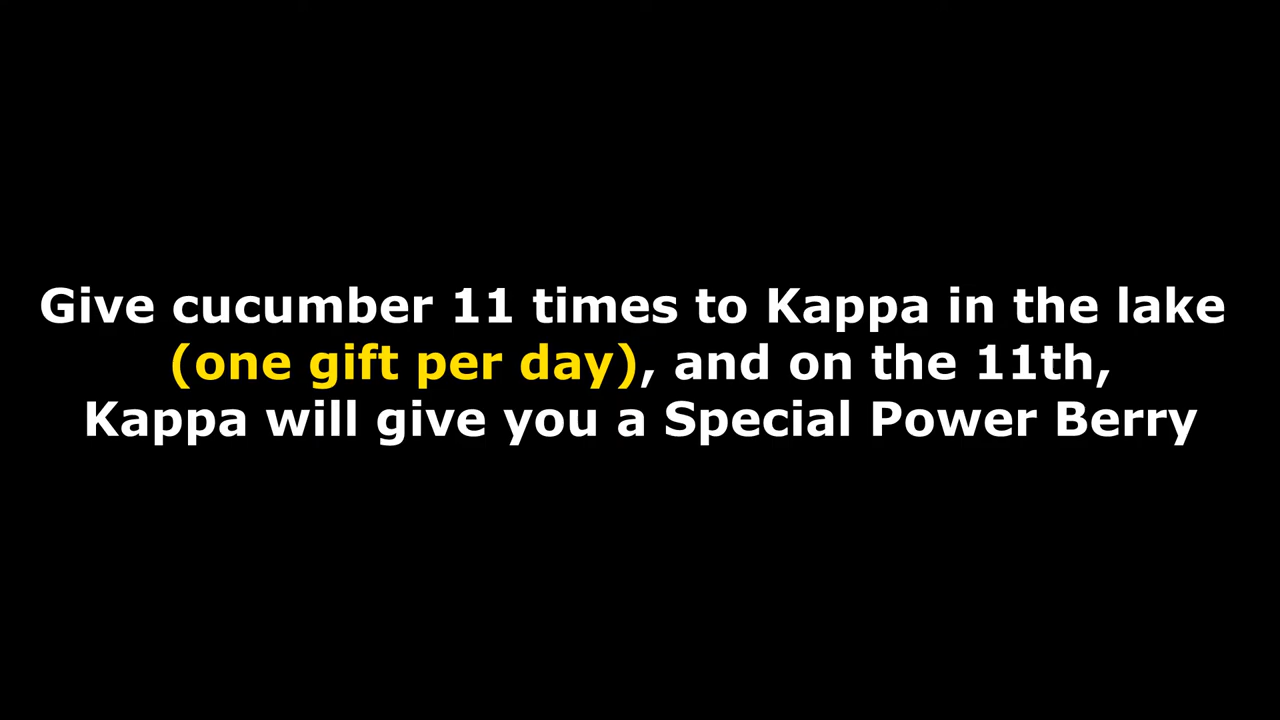 Give cucumber 11 times to Kappa in the lake
(one gift per day), and on the 11th,
Kappa will give you a Special Power Berry